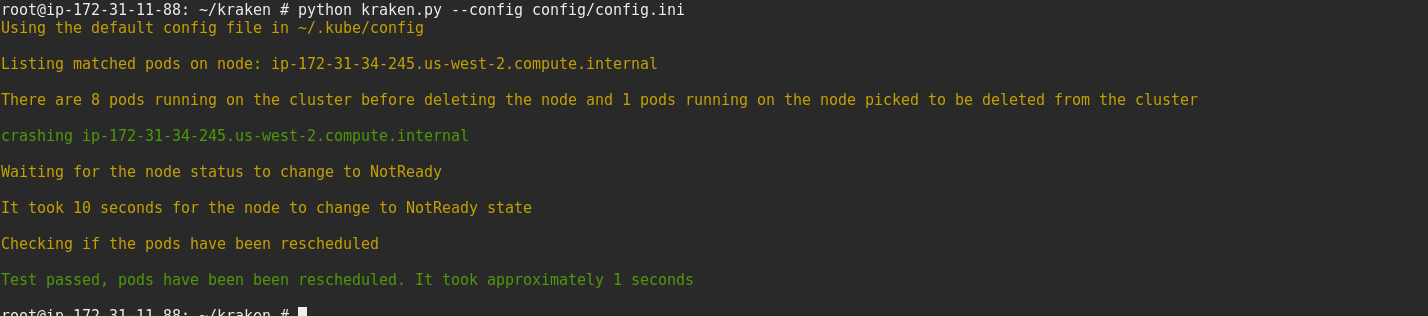 root@ip-172-31-11-88: ~/kraken # python kraken.py --config config/config.ini
Using the default config file in ~/.kube/config
Listing matched pods on node: ip-172-31-34-245.us-west-2.compute.internal
There are 8 pods running on the cluster before deleting the node and 1 pods running on the node picked to be deleted from the cluster
crashing ip-172-31-34-245.us-west-2.compute.internal
Waiting for the node status to change to NotReady
It took 10 seconds for the node to change to NotReady state
Checking if the pods have been rescheduled
Test passed, pods have been been rescheduled. It took approximately 1 seconds
root@ip-172-31-11-88: ~/kraken #